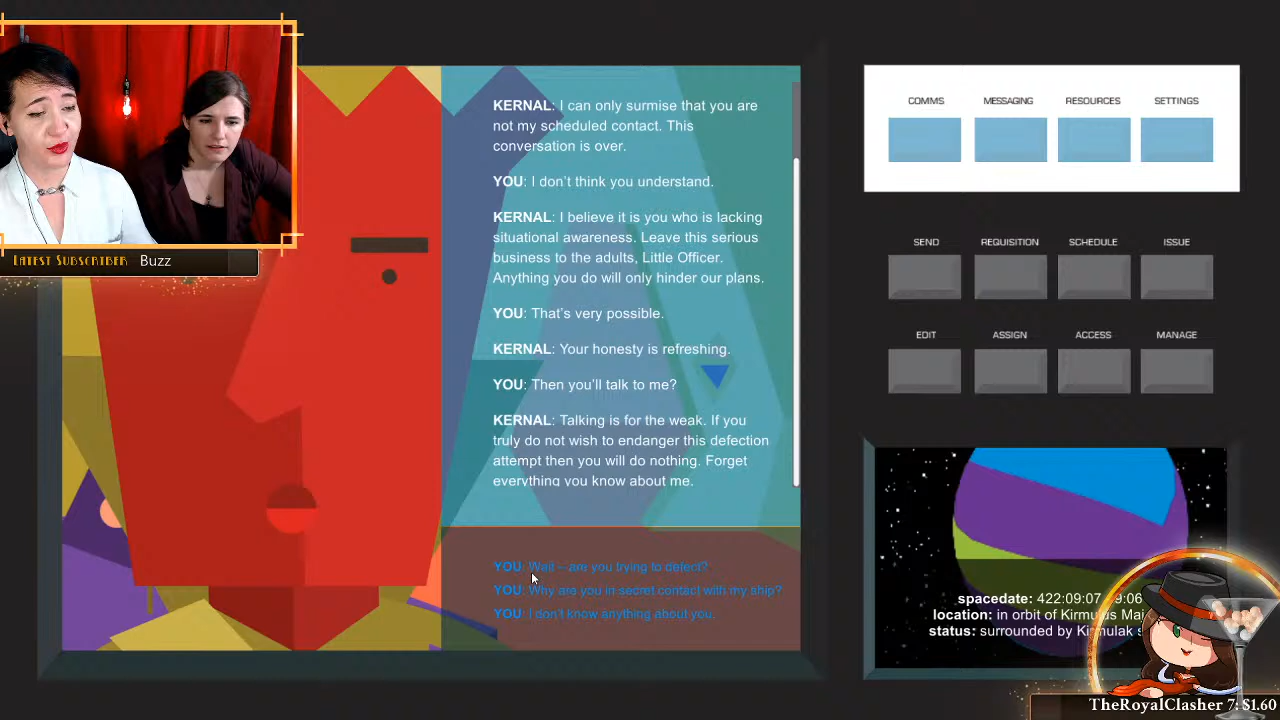 LATEST SUBSCRIBER Buzz
KERNAL: I can only surmise that you are
not my scheduled contact. This
conversation is over.
YOU: I don't think you understand.
KERNAL: I believe it is you who is lacking
situational awareness. Leave this serious
business to the adults, Little Officer.
Anything you do will only hinder our plans.
YOU: That's very possible.
KERNAL: Your honesty is refreshing.
YOU: Then you'll talk to me?
KERNAL: Talking is for the weak. If you
truly do not wish to endanger this defection
attempt then you will do nothing. Forget
everything you know about me.
YOU: Wait – are you trying to defect?
YOU: Why are you in secret contact with my ship?
YOU: I don't know anything about you.
COMMS MESSAGING RESOURCES SETTINGS
SEND REQUISITION SCHEDULE ISSUE
EDIT ASSIGN ACCESS MANAGE
spacedate: 422:09:07
location: in orbit of Kirmulus
status: surrounded by Kirmulak
TheRoyalClasher 7: $1.60